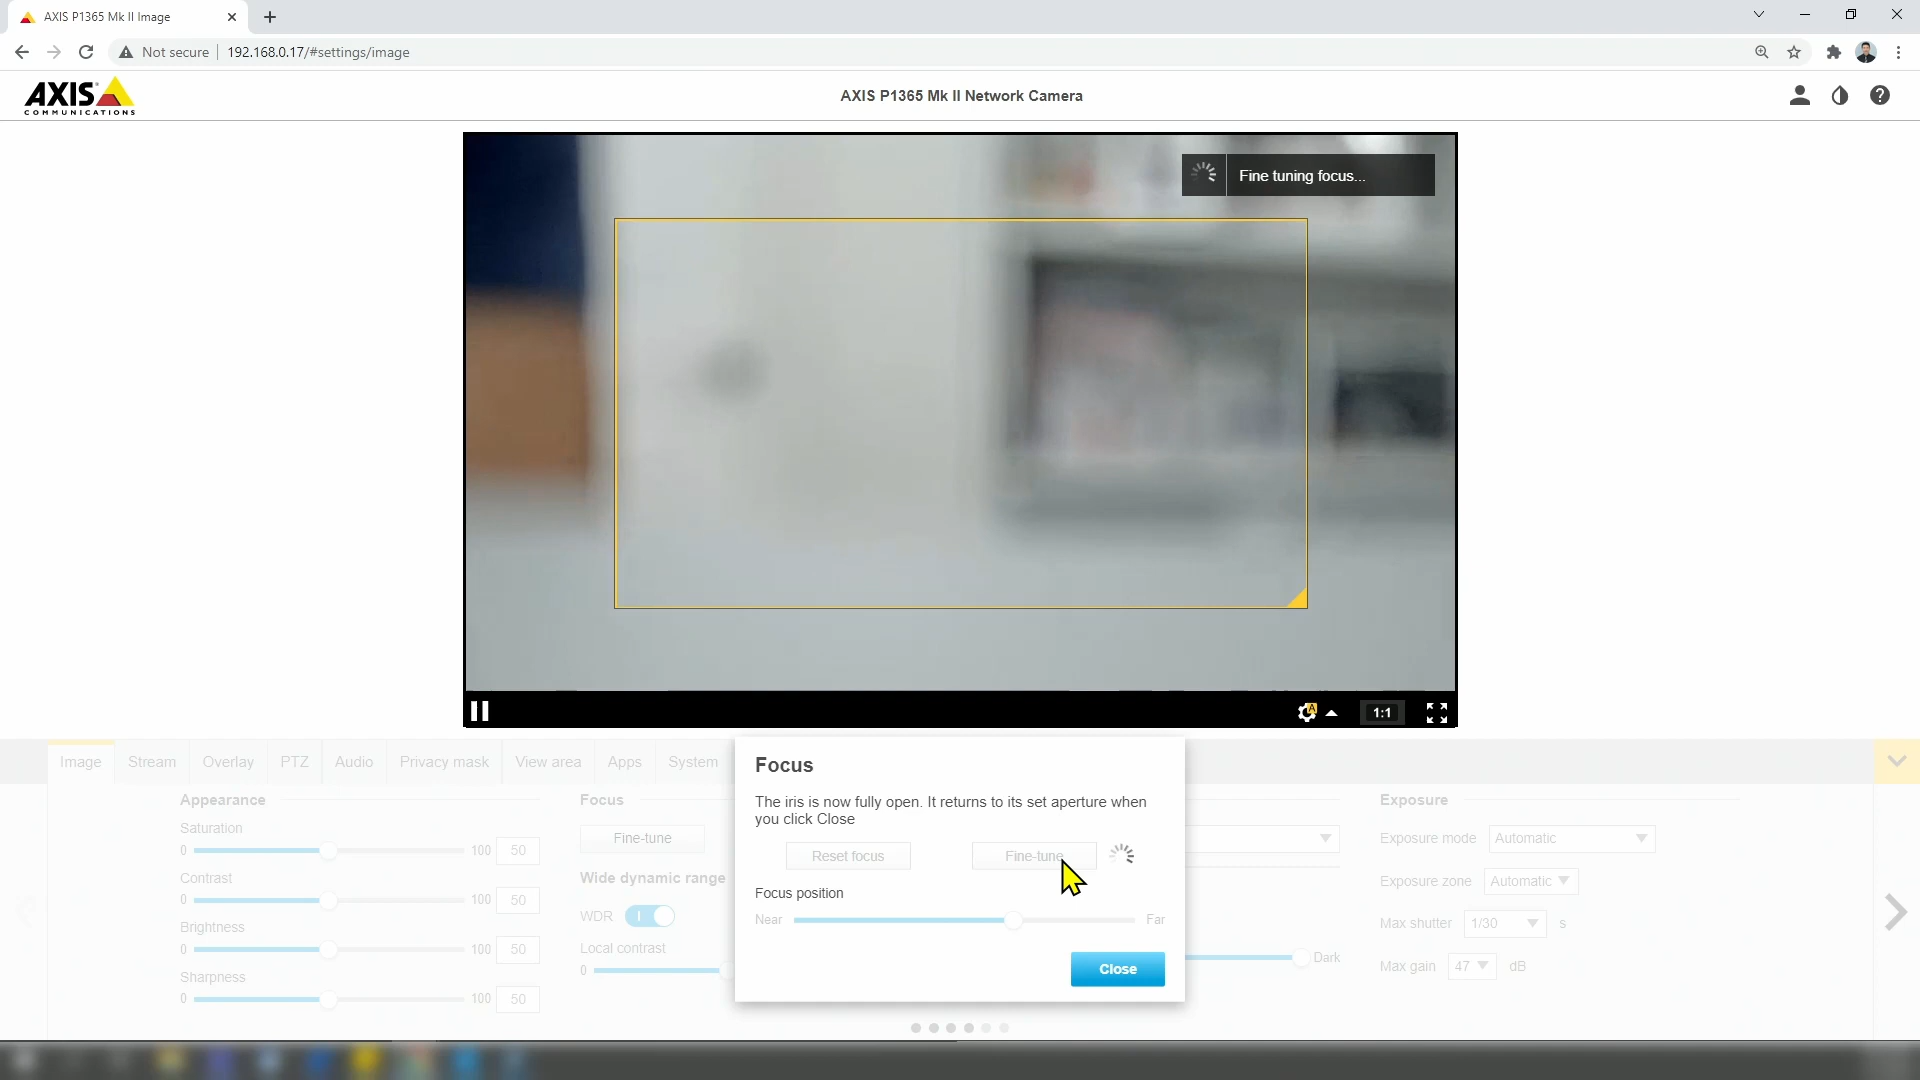 AXIS P1365 Mk II Image
Not secure
192.168.0.17/#settings/image
AXIS
COMMUNICATIONS
AXIS P1365 Mk II Network Camera
Fine tuning focus...
A
1:1
Image
Stream
Overlay
PTZ
Audio
Privacy mask
View area
Apps
System
Appearance
Saturation
0
100
50
Contrast
0
100
50
Brightness
0
100
50
Sharpness
0
100
50
Focus
Fine-tune
Wide dynamic range
WDR
Local contrast
0
Focus
The iris is now fully open. It returns to its set aperture when
you click Close
Reset focus
Fine-tune
Focus position
Near
Far
Close
Dark
Exposure
Exposure mode
Automatic
Exposure zone
Automatic
Max shutter
1/30
s
Max gain
47
dB